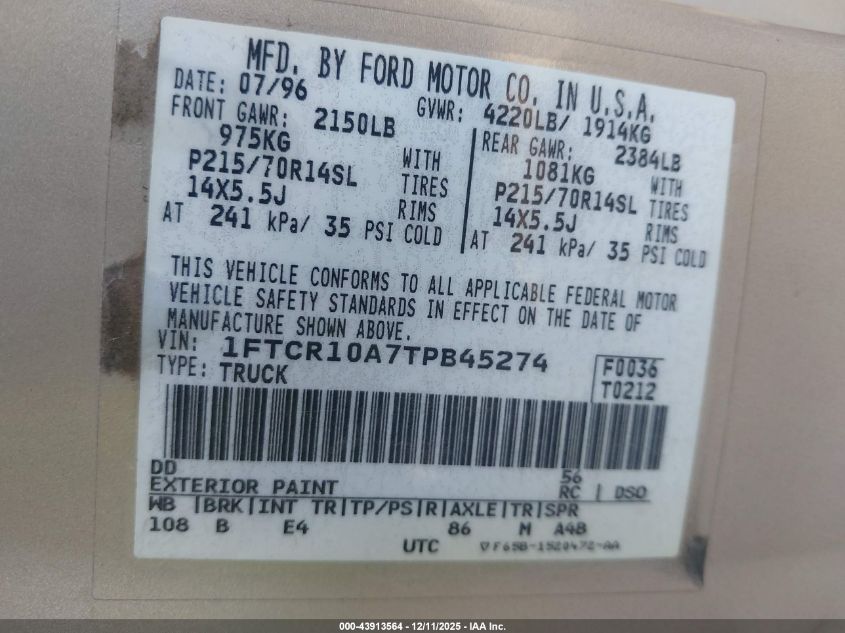 MFD. BY FORD MOTOR CO. IN U.S.A.
DATE: 07/96 GVWR: 4220LB/ 1914KG
FRONT GAWR: 2150LB
975KG WITH
P215/70R14SL TIRES
14X5.5J RIMS
AT 241 kPa/ 35 PSI COLD
REAR GAWR: 2384LB
1081KG WITH
P215/70R14SL TIRES
14X5.5J RIMS
AT 241 kPa/ 35 PSI COLD
THIS VEHICLE CONFORMS TO ALL APPLICABLE FEDERAL MOTOR
VEHICLE SAFETY STANDARDS IN EFFECT ON THE DATE OF
MANUFACTURE SHOWN ABOVE.
VIN: 1FTCR10A7TPB45274
TYPE: TRUCK
F0036
T0212
DD 56
EXTERIOR PAINT RC | DSO
WB |BRK|INT TR|TP/PS|R|AXLE|TR|SPR
108 B E4 86 M A4B
UTC ▽F65B-1520472-AA
000-43913564 • 12/11/2025 - IAA Inc.